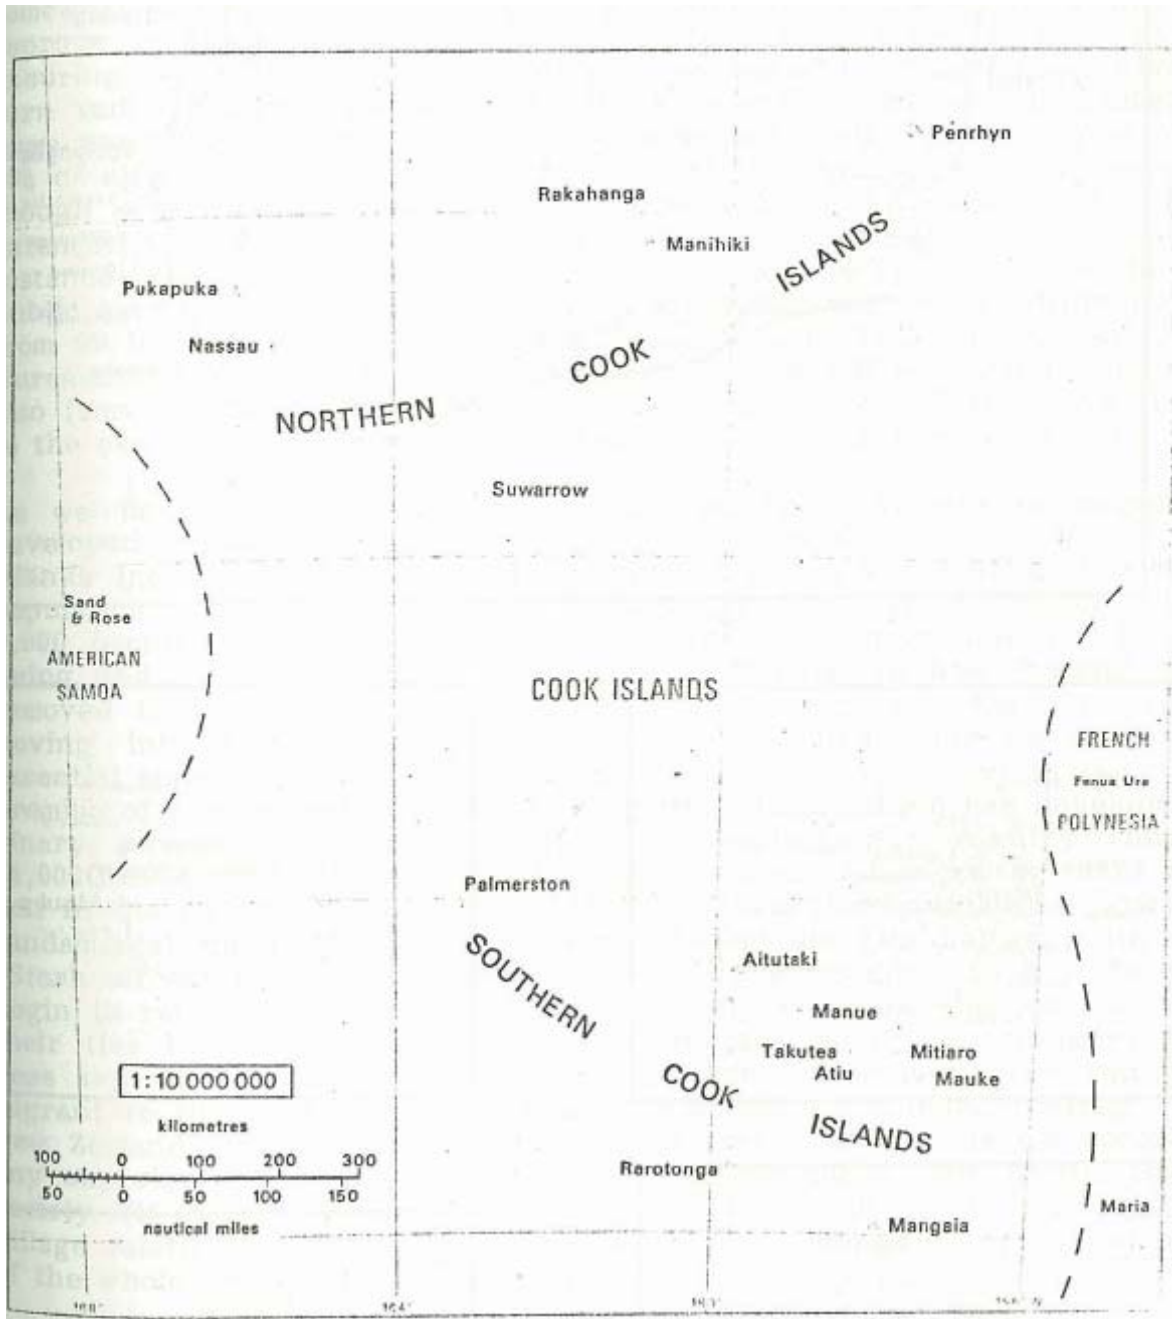 Penrhyn
Rakahanga
Manihiki
ISLANDS
Pukapuka
Nassau
COOK
NORTHERN
Suwarrow
Sand
& Rose
AMERICAN
SAMOA
COOK ISLANDS
FRENCH
Fenua Ura
POLYNESIA
Palmerston
SOUTHERN
Aitutaki
Manue
Takutea
Mitiaro
Atiu
Mauke
COOK
1:10 000 000
ISLANDS
kilometres
100 0 100 200 300
50 0 50 100 150
nautical miles
Rarotonga
Maria
Mangaia